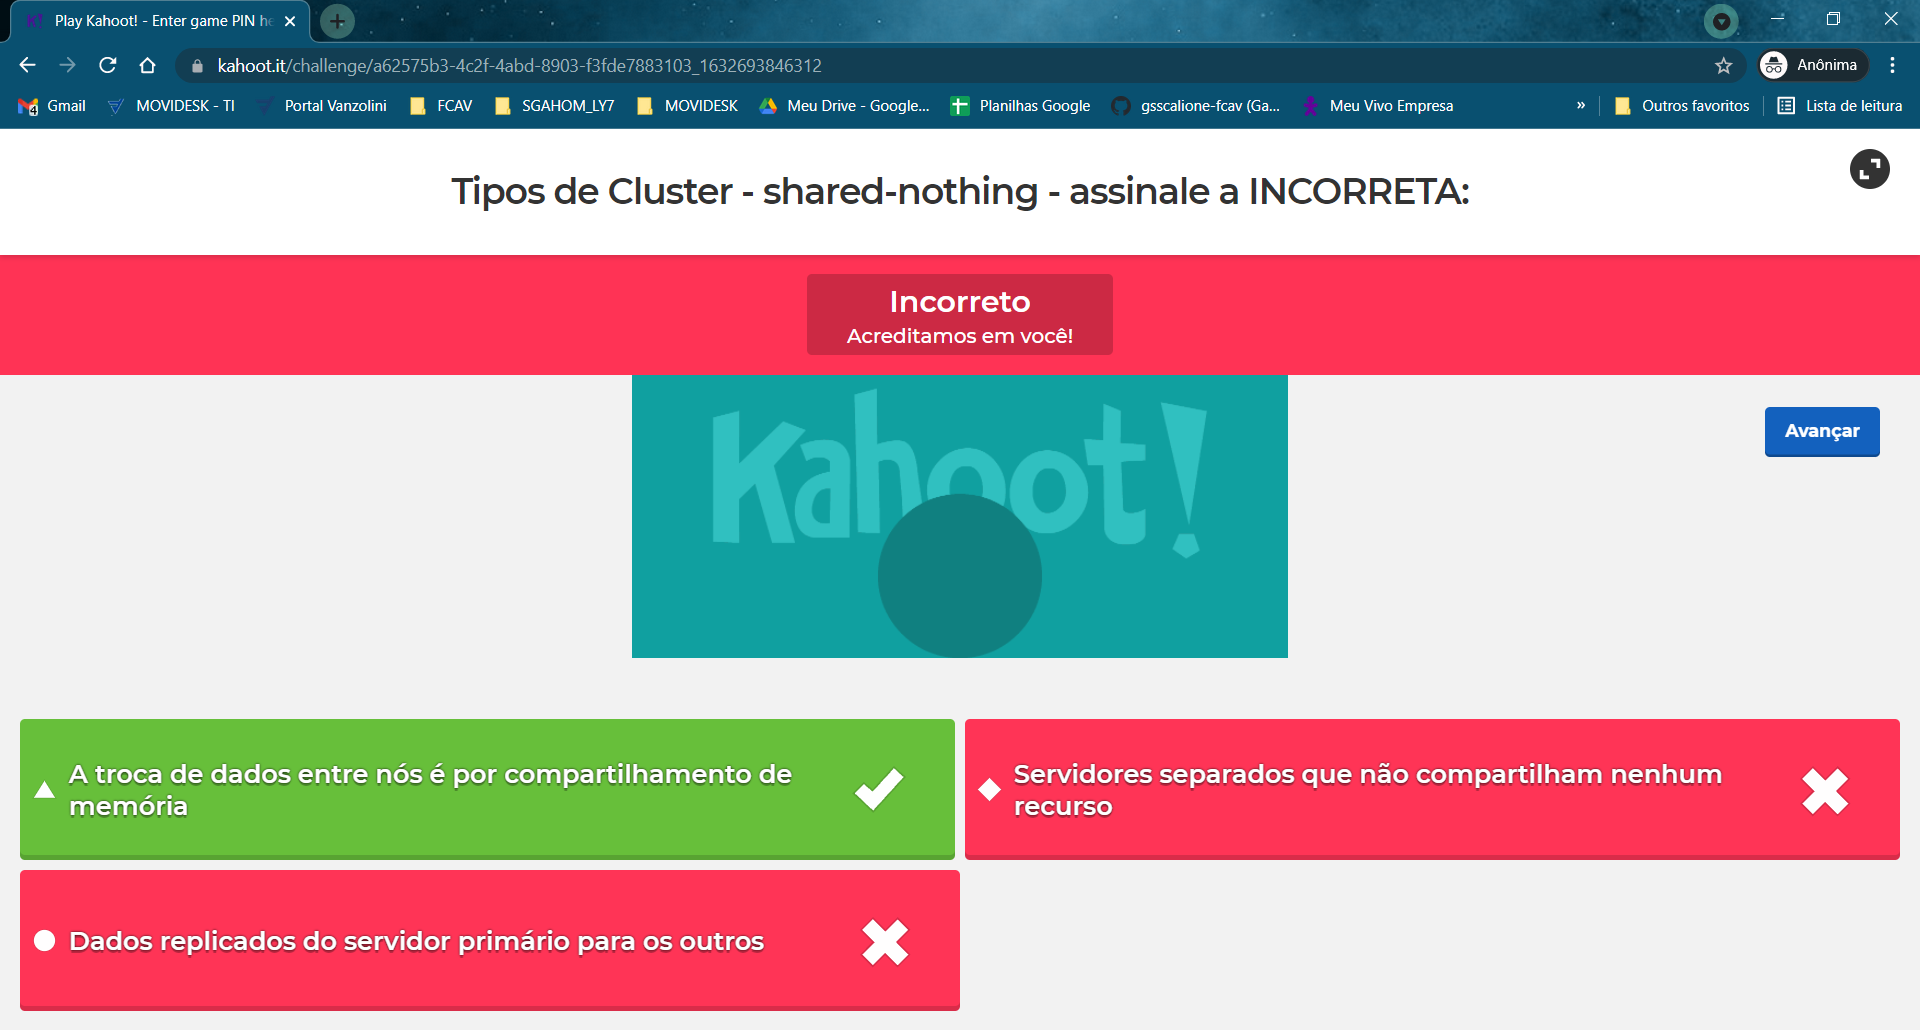 Play Kahoot! - Enter game PIN he
kahoot.it/challenge/a62575b3-4c2f-4abd-8903-f3fde7883103_1632693846312
Anônima
Gmail
MOVIDESK - TI
Portal Vanzolini
FCAV
SGAHOM_LY7
MOVIDESK
Meu Drive - Google...
Planilhas Google
gsscalione-fcav (Ga...
Meu Vivo Empresa
»
Outros favoritos
Lista de leitura
Tipos de Cluster - shared-nothing - assinale a INCORRETA:
Incorreto
Acreditamos em você!
Kahoot!
Avançar
A troca de dados entre nós é por compartilhamento de
memória
Servidores separados que não compartilham nenhum
recurso
Dados replicados do servidor primário para os outros